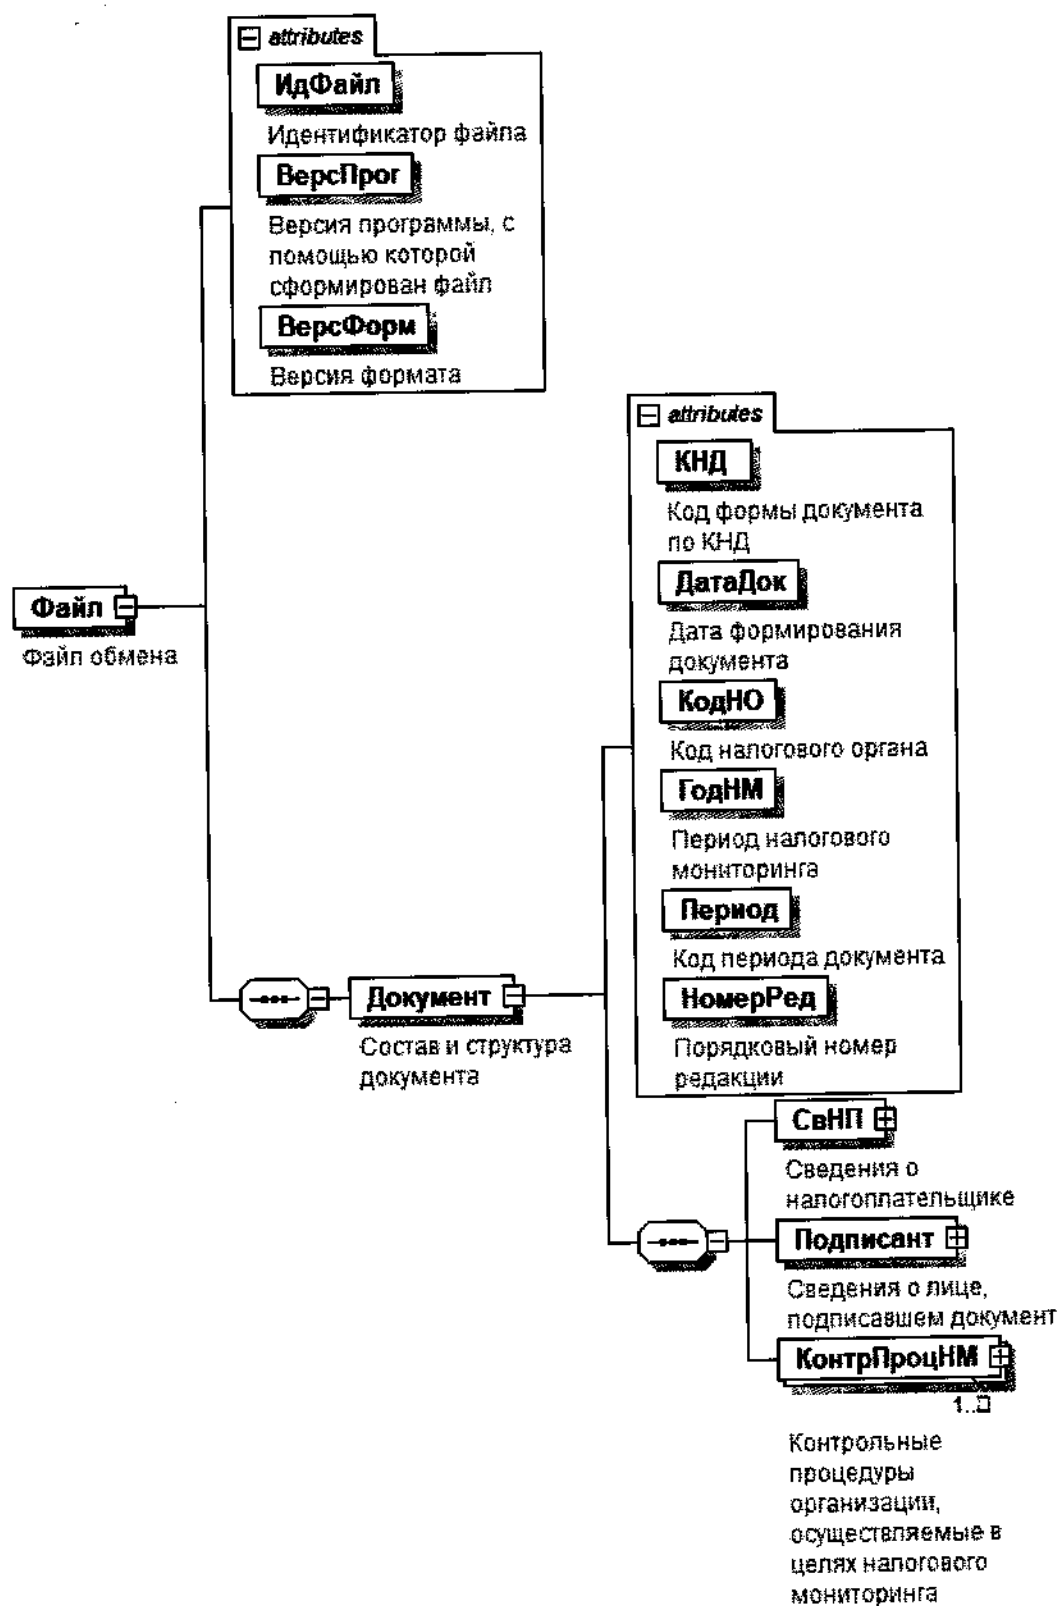 attributes
ИдФайл
Идентификатор файла
ВерсПрог
Версия программы, с
помощью которой
сформирован файл
ВерсФорм
Версия формата
attributes
КНД
Код формы документа
по КНД
ДатаДок
Дата формирования
документа
КодНО
Код налогового органа
ГодНМ
Период налогового
мониторинга
Период
Код периода документа
НомерРед
Порядковый номер
редакции
Файл
Файл обмена
Документ
Состав и структура
документа
СвНП
Сведения о
налогоплательщике
Подписант
Сведения о лице,
подписавшем документ
КонтрПроцНМ
1..□
Контрольные
процедуры
организации,
осуществляемые в
целях налогового
мониторинга